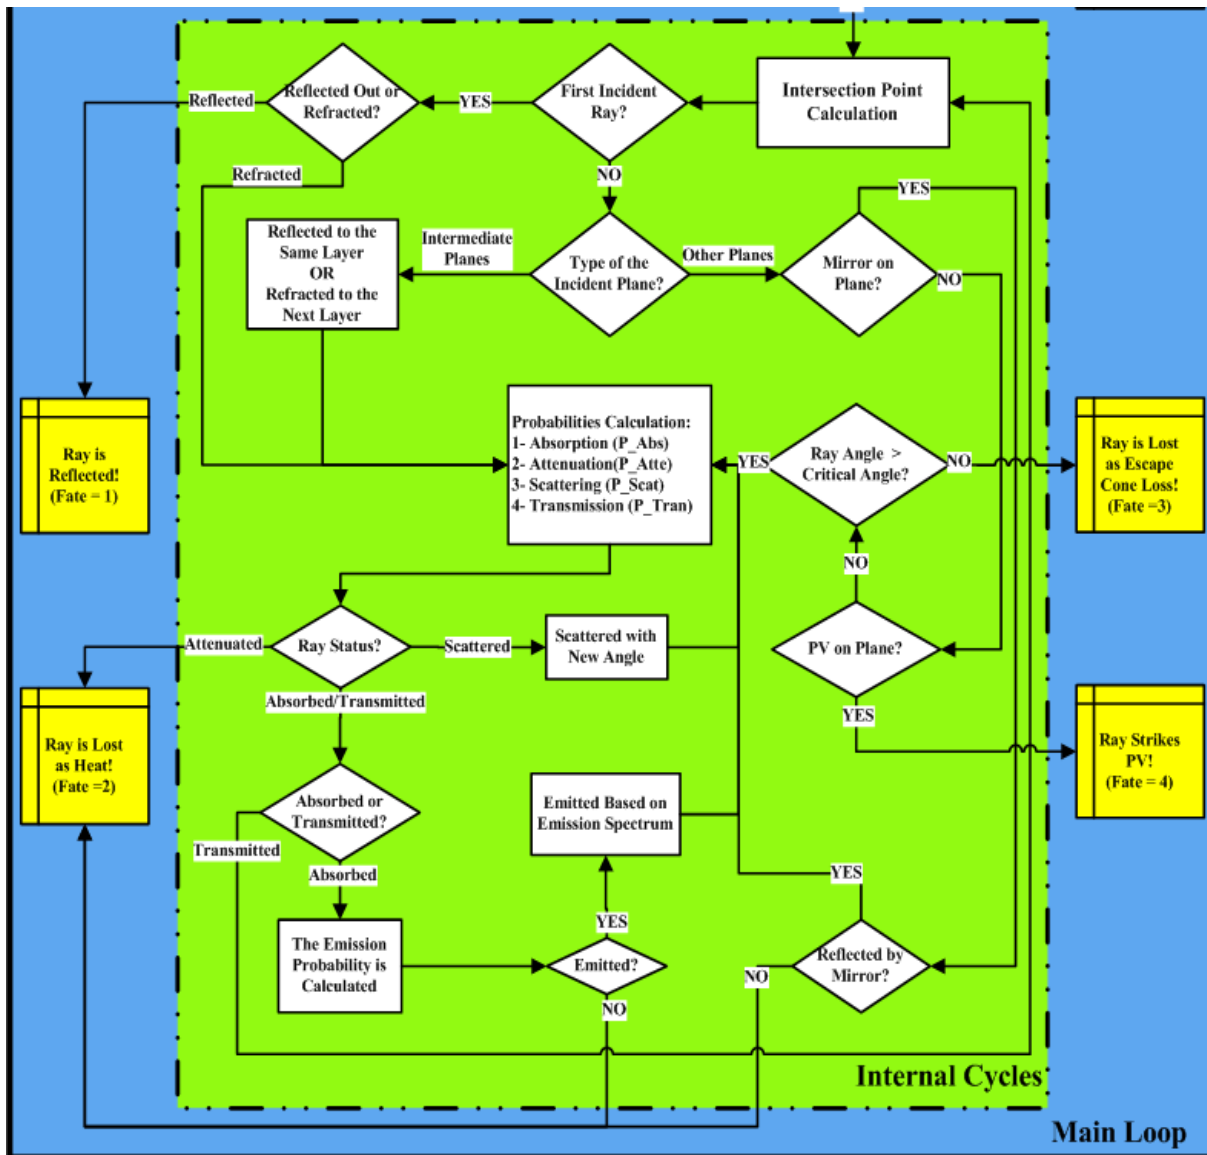 Reflected Out or
Refracted?
First Incident
Ray?
Intersection Point
Calculation
Reflected
YES
Refracted
NO
YES
Reflected to the
Same Layer
OR
Refracted to the
Next Layer
Intermediate
Planes
Type of the
Incident Plane?
Other Planes
Mirror on
Plane?
NO
Ray is
Reflected!
(Fate = 1)
Probabilities Calculation:
1- Absorption (P_Abs)
2- Attenuation(P_Atte)
3- Scattering (P_Scat)
4- Transmission (P_Tran)
YES
Ray Angle >
Critical Angle?
NO
Ray is Lost
as Escape
Cone Loss!
(Fate =3)
NO
Attenuated
Ray Status?
Scattered
Scattered with
New Angle
PV on Plane?
Absorbed/Transmitted
YES
Ray is Lost
as Heat!
(Fate =2)
Ray Strikes
PV!
(Fate = 4)
Absorbed or
Transmitted?
Emitted Based on
Emission Spectrum
Transmitted
Absorbed
YES
YES
The Emission
Probability is
Calculated
Emitted?
NO
Reflected by
Mirror?
NO
Internal Cycles
Main Loop